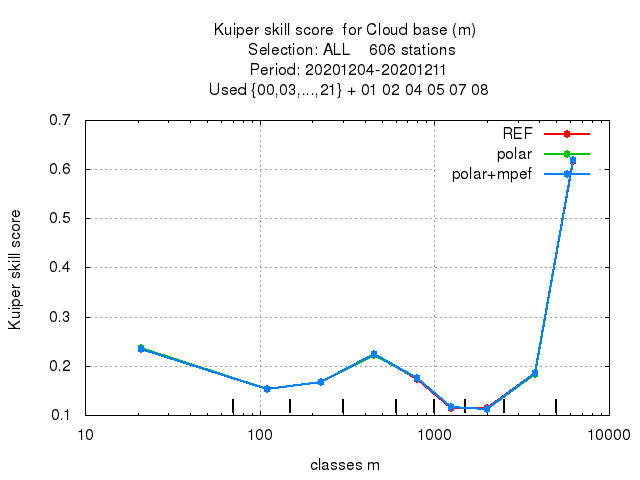 Kuiper skill score  for Cloud base (m)
Selection: ALL    606 stations
Period: 20201204-20201211
Used {00,03,...,21} + 01 02 04 05 07 08
REF
polar
polar+mpef
Kuiper skill score
0.7
0.6
0.5
0.4
0.3
0.2
0.1
10
100
1000
10000
classes m